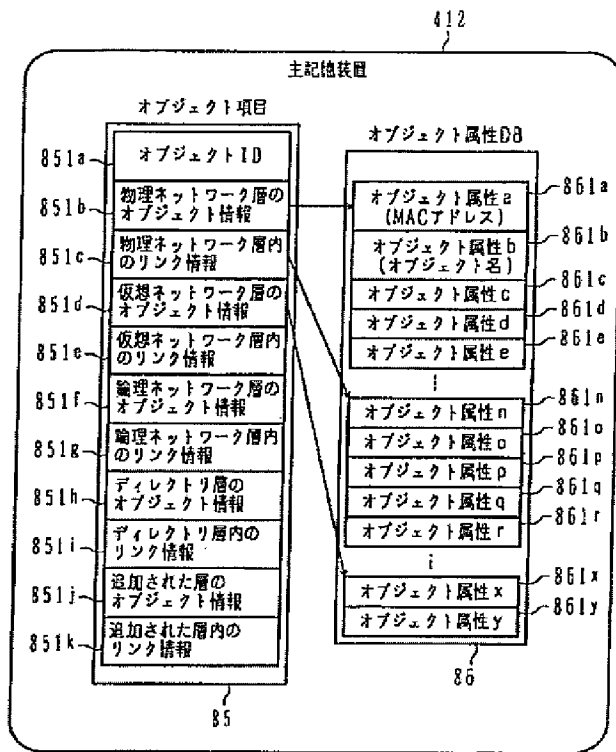 412
主記憶装置
オブジェクト項目
851a
オブジェクトID
851b
物理ネットワーク層の
オブジェクト情報
851c
物理ネットワーク層内
のリンク情報
851d
仮想ネットワーク層の
オブジェクト情報
851e
仮想ネットワーク層内
のリンク情報
851f
論理ネットワーク層の
オブジェクト情報
851g
論理ネットワーク層内
のリンク情報
851h
ディレクトリ層の
オブジェクト情報
851i
ディレクトリ層内の
リンク情報
851j
追加された層の
オブジェクト情報
851k
追加された層内の
リンク情報
85
オブジェクト属性DB
オブジェクト属性a
(MACアドレス)
861a
オブジェクト属性b
(オブジェクト名)
861b
オブジェクト属性c
861c
オブジェクト属性d
861d
オブジェクト属性e
861e
オブジェクト属性n
861n
オブジェクト属性o
861o
オブジェクト属性p
861p
オブジェクト属性q
861q
オブジェクト属性r
861r
オブジェクト属性x
861x
オブジェクト属性y
861y
86